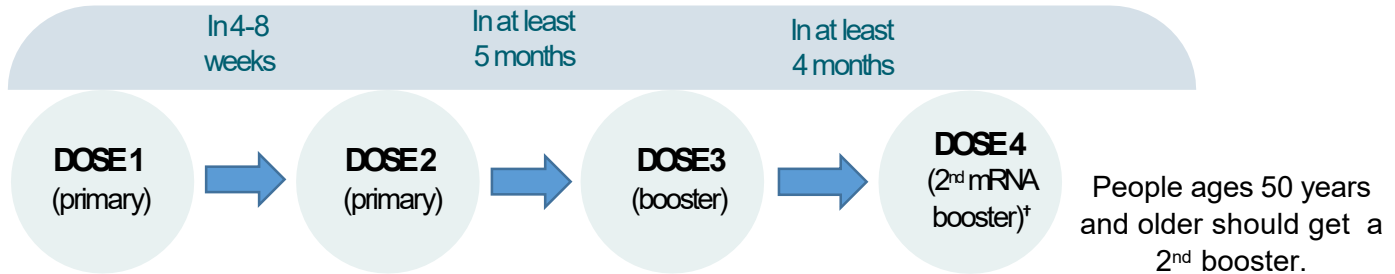 In 4-8
weeks
In at least
5 months
In at least
4 months
DOSE 1
(primary)
DOSE 2
(primary)
DOSE 3
(booster)
DOSE 4
(2nd mRNA
booster)†
People ages 50 years
and older should get a
2nd booster.